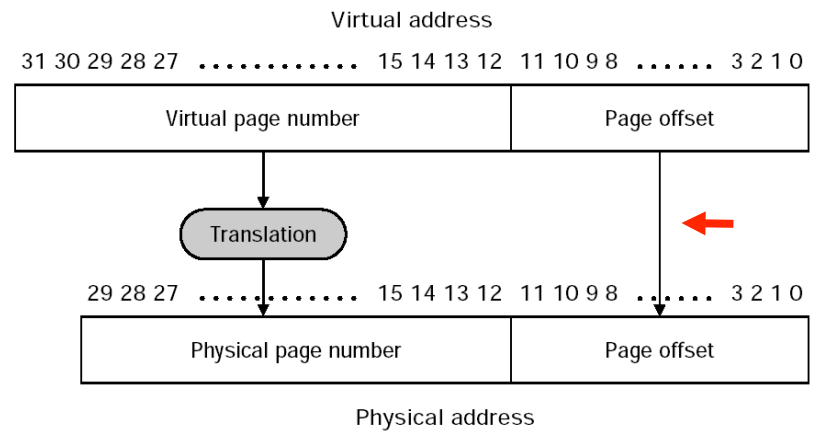 Virtual address
31 30 29 28 27 ............ 15 14 13 12 11 10 9 8 ...... 3 2 1 0
Virtual page number Page offset
Translation
29 28 27 ............ 15 14 13 12 11 10 9 8 ...... 3 2 1 0
Physical page number Page offset
Physical address